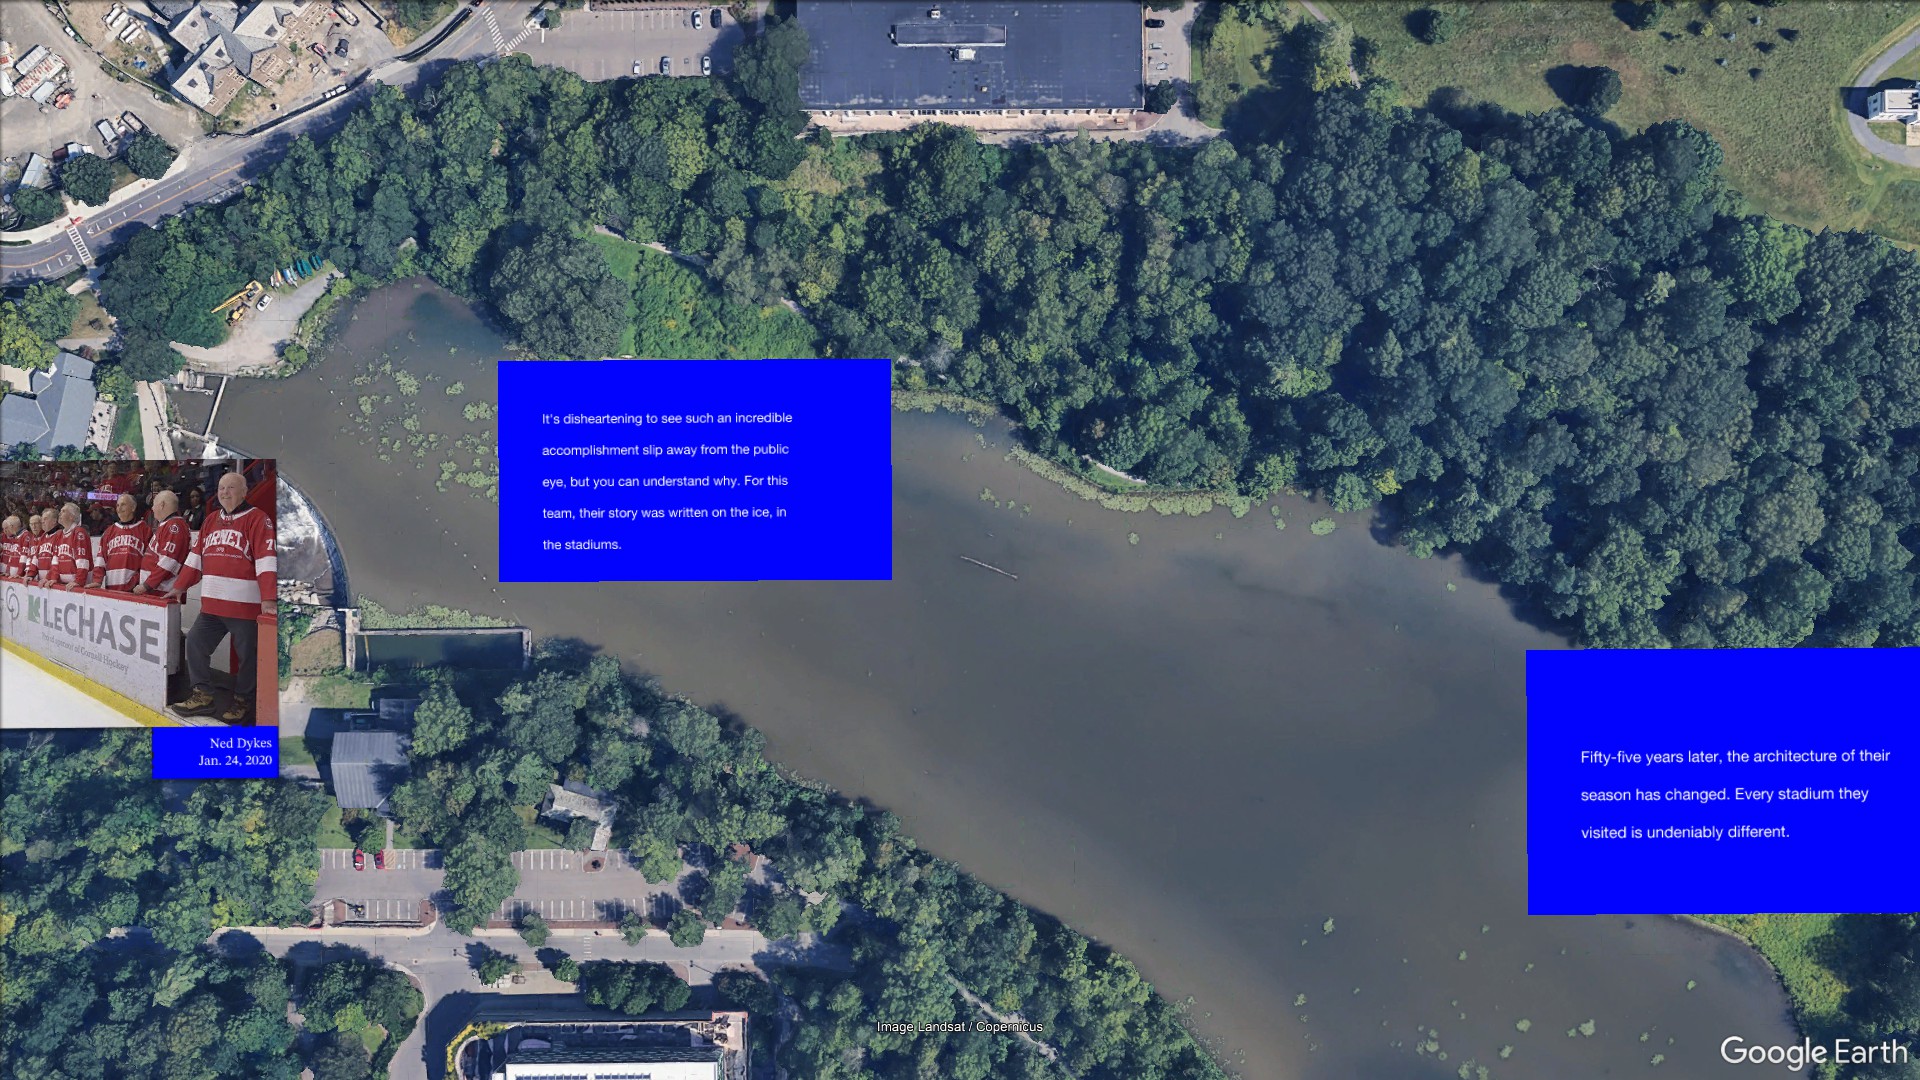 It's disheartening to see such an incredible
accomplishment slip away from the public
eye, but you can understand why. For this
team, their story was written on the ice, in
the stadiums.
CORNELL
70
LECHASE
Ned Dykes
Jan. 24, 2020
Fifty-five years later, the architecture of their
season has changed. Every stadium they
visited is undeniably different.
Image Landsat / Copernicus
Google Earth